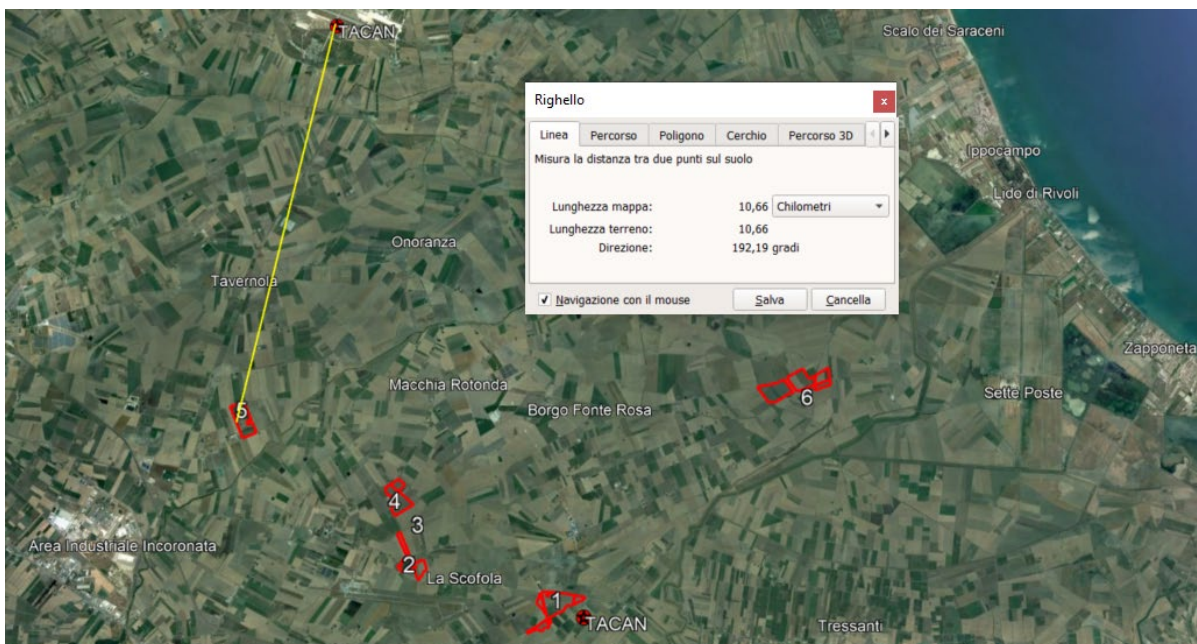 TACAN
Scalo dei Saraceni
Righello
x
Linea Percorso Poligono Cerchio Percorso 3D
Misura la distanza tra due punti sul suolo
Lunghezza mappa: 10,66 Chilometri
Lunghezza terreno: 10,66
Direzione: 192,19 gradi
Navigazione con il mouse Salva Cancella
Ippocampo
Lido di Rivoli
Onoranza
Tavernola
Zapponeta
Macchia Rotonda
Sette Poste
6
Borgo Fonte Rosa
5
4
3
Area Industriale Incoronata
2
La Scofola
1
TACAN
Tressanti